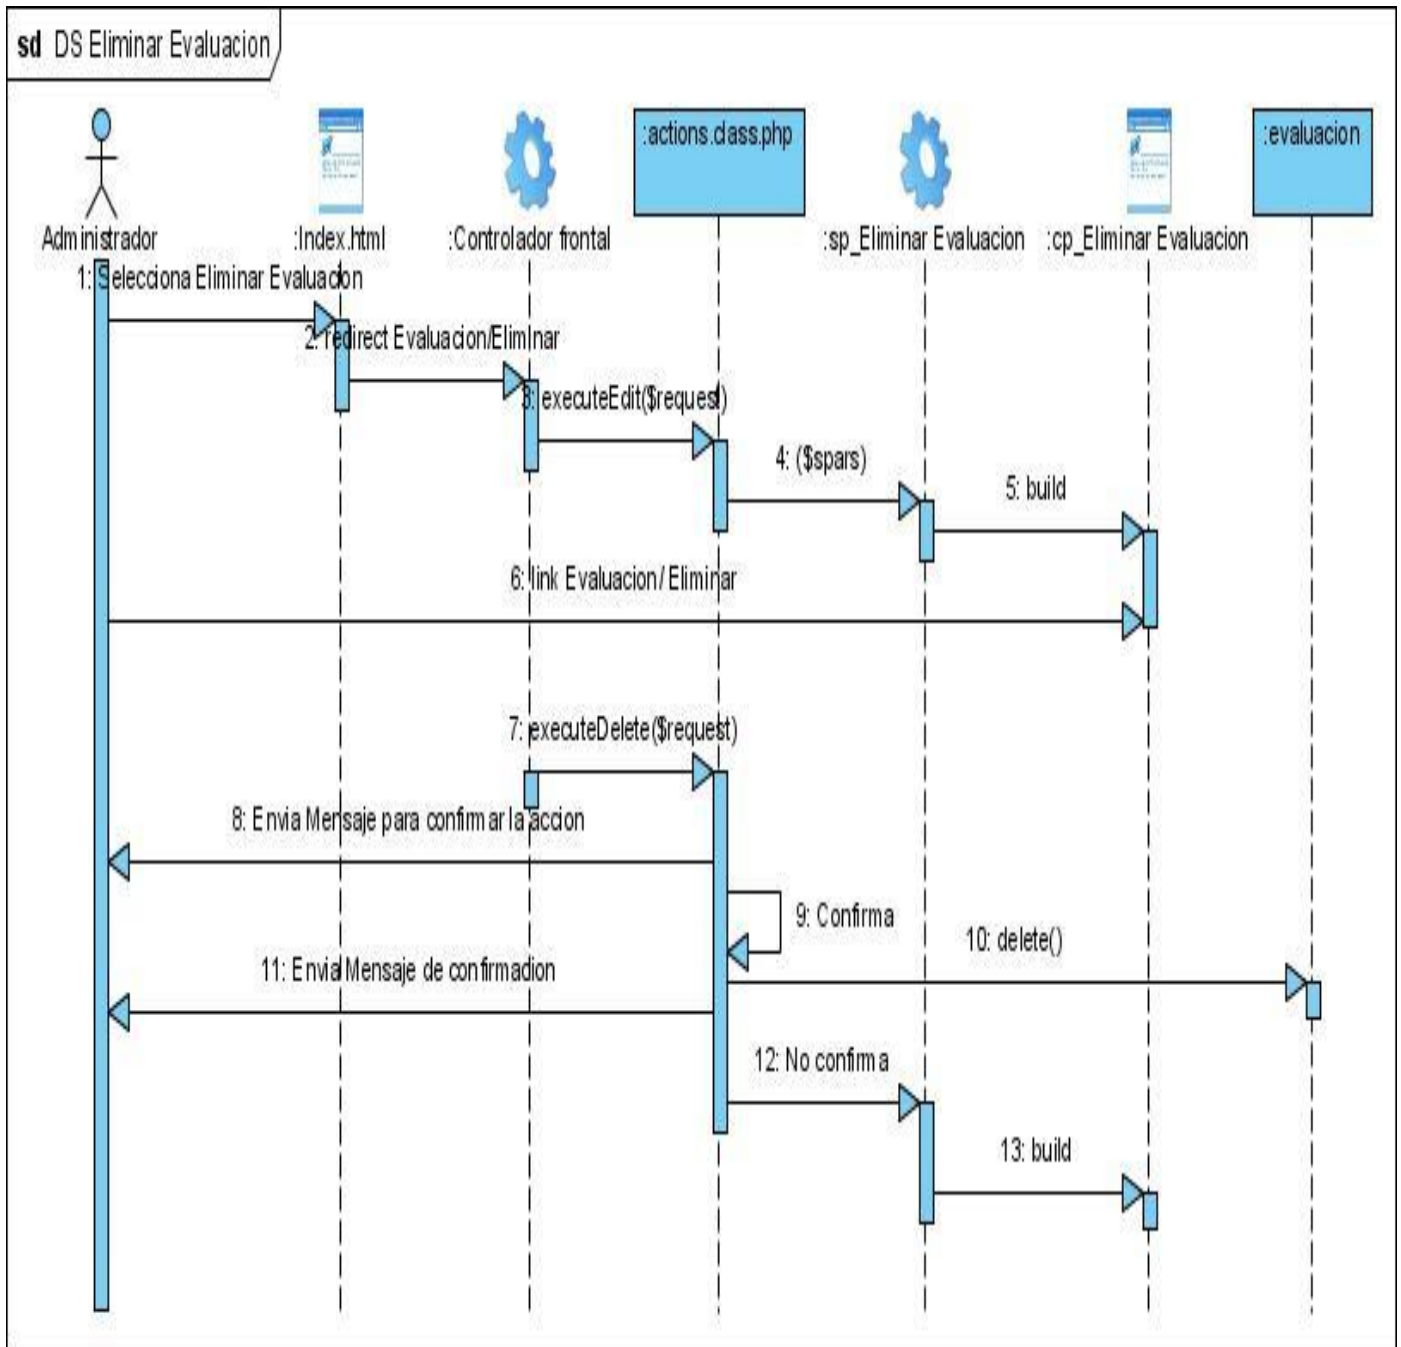 sd DS Eliminar Evaluacion
:actions.class.php
:evaluacion
Administrador
:Index.html
:Controlador frontal
:sp_Eliminar Evaluacion
:cp_Eliminar Evaluacion
1: Selecciona Eliminar Evaluacion
2: redirect Evaluacion/Eliminar
3: executeEdit($request)
4: ($spars)
5: build
6: link Evaluacion/ Eliminar
7: executeDelete($request)
8: Envia Mensaje para confirmar la accion
9: Confirma
10: delete()
11: Envia Mensaje de confirmacion
12: No confirma
13: build